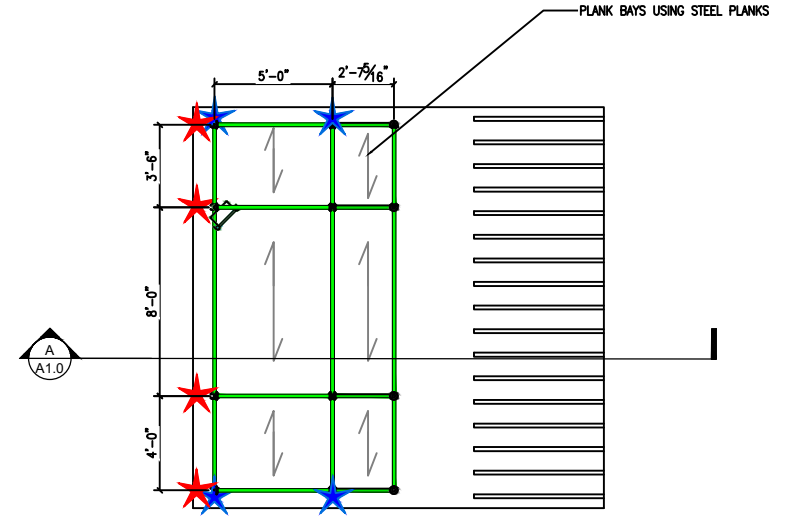 PLANK BAYS USING STEEL PLANKS
5'-0"
2'-7 5/16"
3'-6"
8'-0"
4'-0"
A
A1.0